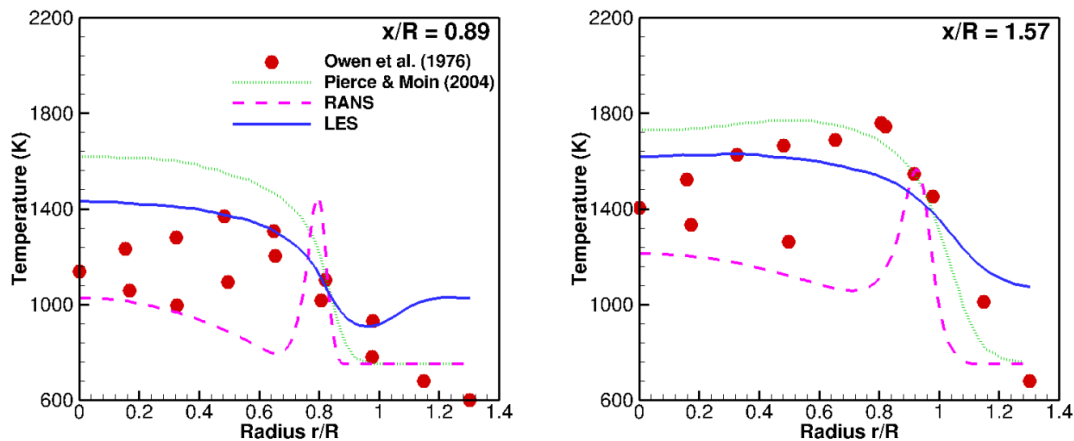 x/R = 0.89
Owen et al. (1976)
Pierce & Moin (2004)
RANS
LES
Temperature (K)
2200
1800
1400
1000
600
0 0.2 0.4 0.6 0.8 1 1.2 1.4
Radius r/R
x/R = 1.57
Temperature (K)
2200
1800
1400
1000
600
0 0.2 0.4 0.6 0.8 1 1.2 1.4
Radius r/R